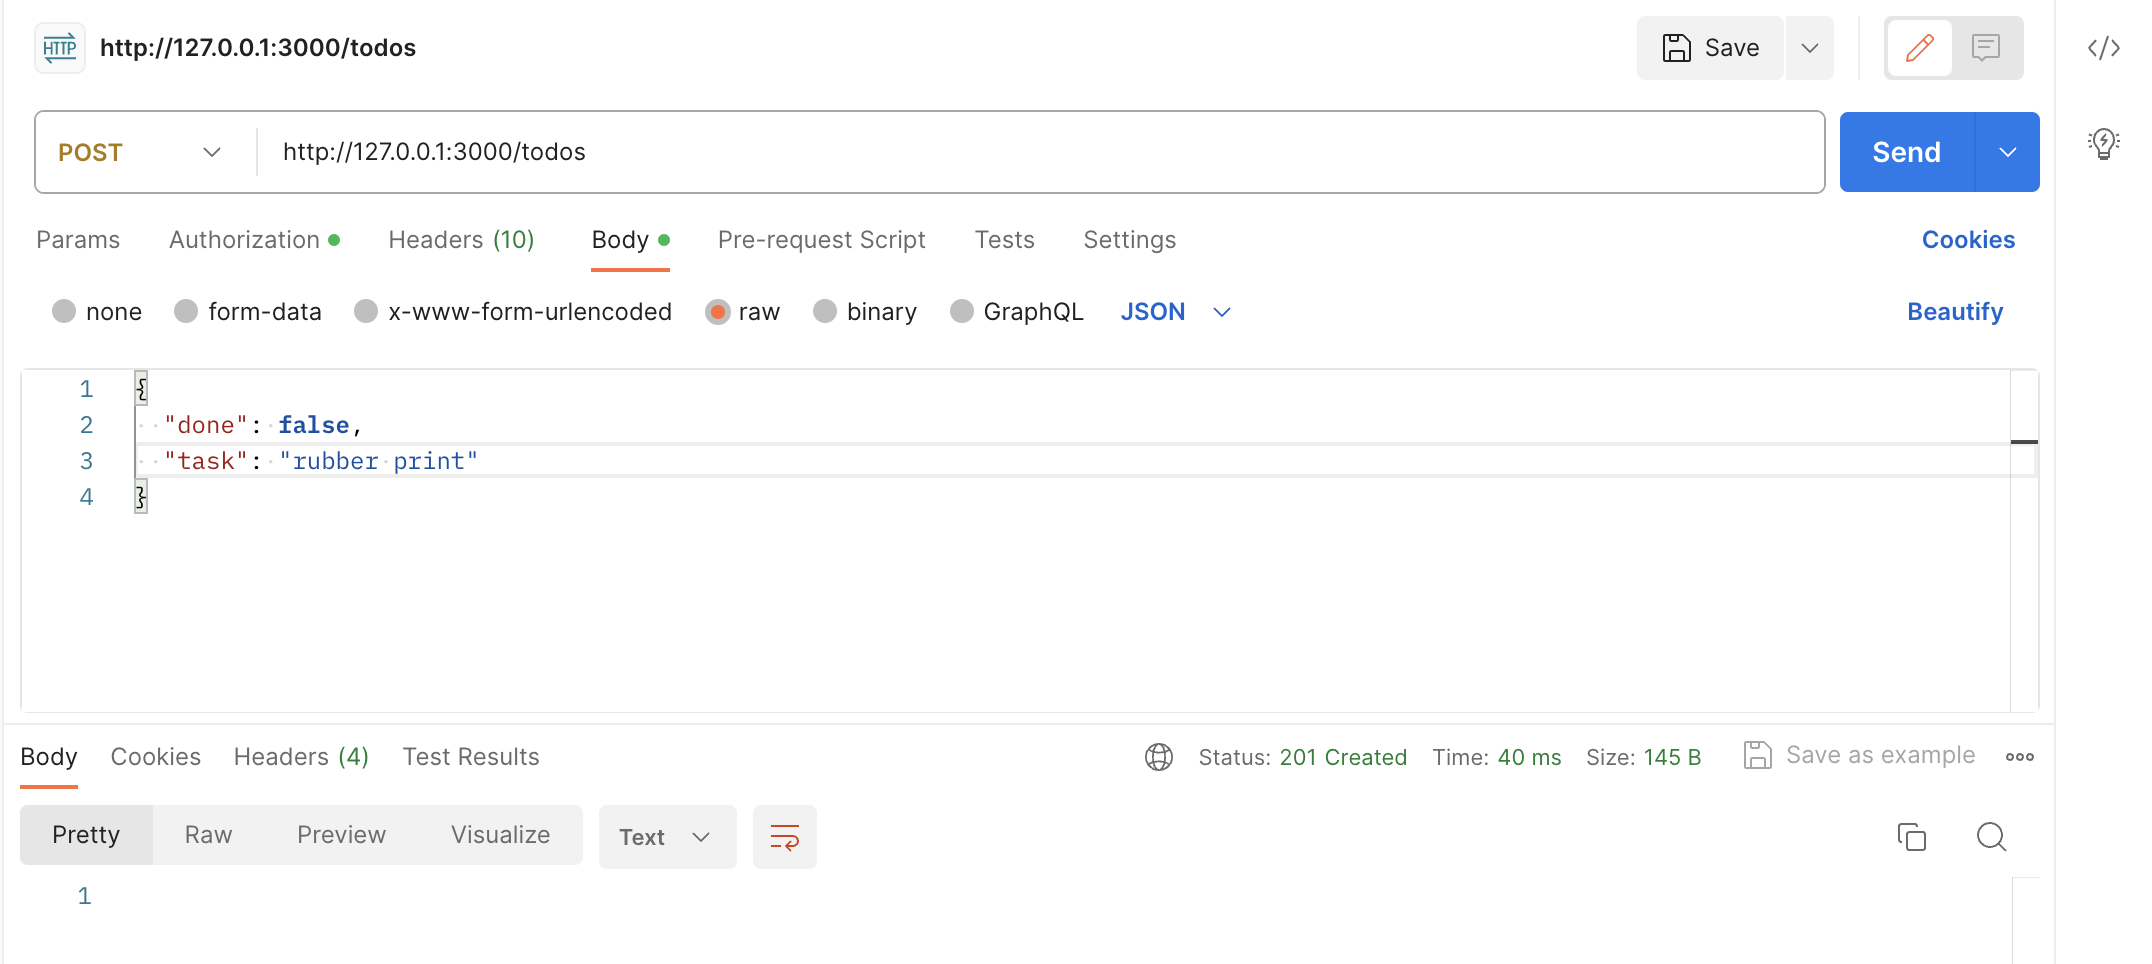 HTTP http://127.0.0.1:3000/todos Save
POST http://127.0.0.1:3000/todos Send
Params Authorization Headers (10) Body Pre-request Script Tests Settings Cookies
none form-data x-www-form-urlencoded raw binary GraphQL JSON Beautify
1 {
2 "done": false,
3 "task": "rubber print"
4 }
Body Cookies Headers (4) Test Results Status: 201 Created Time: 40 ms Size: 145 B Save as example
Pretty Raw Preview Visualize Text
1